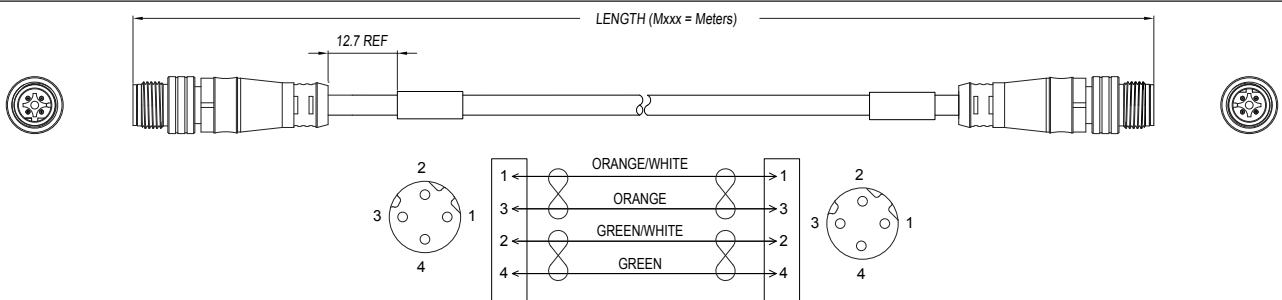 LENGTH (Mxxx = Meters)
12.7 REF
2
3
1
4
1
ORANGE/WHITE
1
3
ORANGE
3
2
GREEN/WHITE
2
4
GREEN
4
2
3
1
4